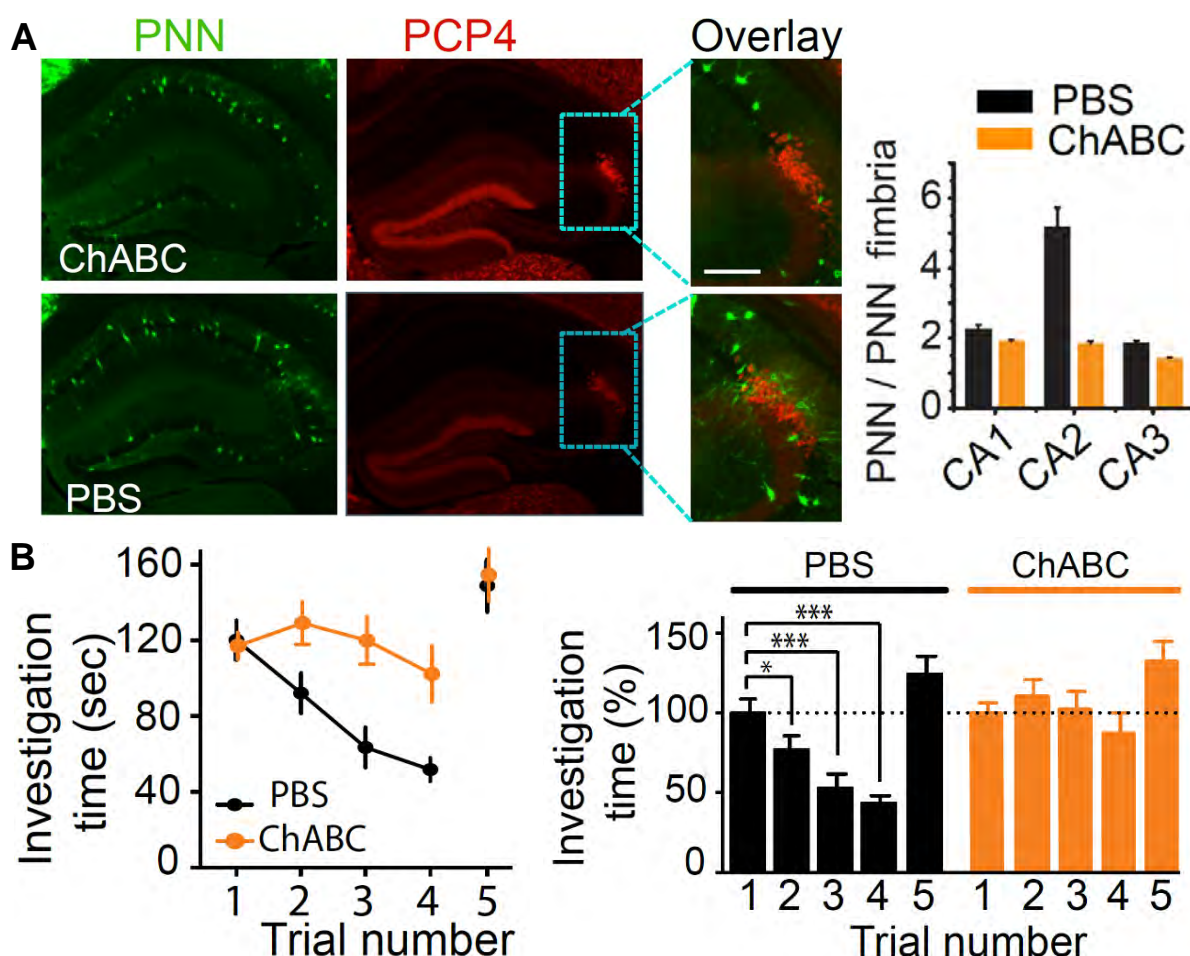 A
PNN
PCP4
Overlay
ChABC
PBS
PBS
ChABC
PNN / PNN fimbria
6
4
2
0
CA1
CA2
CA3
B
Investigation
time (sec)
160
120
80
40
0
PBS
ChABC
1 2 3 4 5
Trial number
PBS
ChABC
Investigation
time (%)
150
100
50
0
***
***
*
1 2 3 4 5 1 2 3 4 5
Trial number